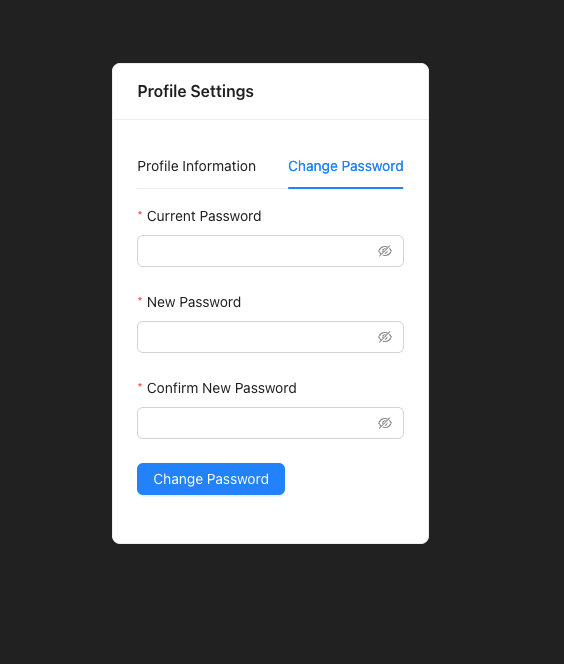 Profile Settings
Profile Information Change Password
* Current Password
* New Password
* Confirm New Password
Change Password